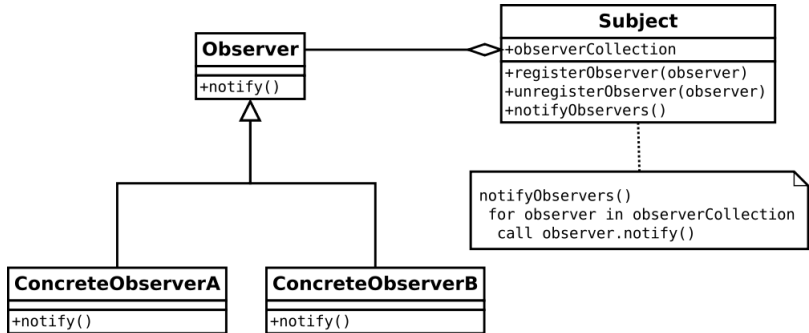 Subject
+observerCollection
+registerObserver(observer)
+unregisterObserver(observer)
+notifyObservers()
Observer
+notify()
notifyObservers()
for observer in observerCollection
call observer.notify()
ConcreteObserverA
+notify()
ConcreteObserverB
+notify()